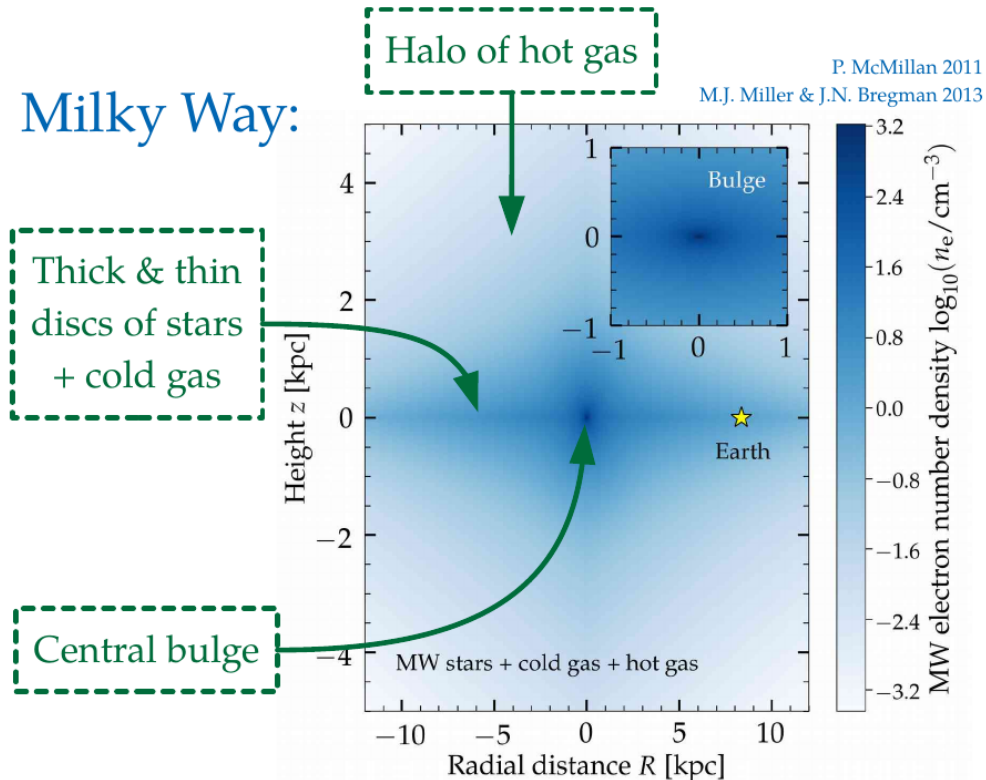 Halo of hot gas
P. McMillan 2011
M.J. Miller & J.N. Bregman 2013
Milky Way:
Thick & thin
discs of stars
+ cold gas
Central bulge
Height z [kpc]
4
2
0
−2
−4
Bulge
1
0
−1
−1
0
1
Earth
MW stars + cold gas + hot gas
−10
−5
0
5
10
Radial distance R [kpc]
3.2
2.4
1.6
0.8
0.0
−0.8
−1.6
−2.4
−3.2
MW electron number density log₁₀(nₑ/cm⁻³)